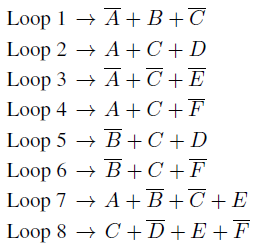 Loop 1 → A̅ + B + C̅
Loop 2 → A + C + D
Loop 3 → A̅ + C̅ + E̅
Loop 4 → A + C + F̅
Loop 5 → B̅ + C + D
Loop 6 → B̅ + C + F̅
Loop 7 → A + B̅ + C̅ + E
Loop 8 → C + D̅ + E + F̅